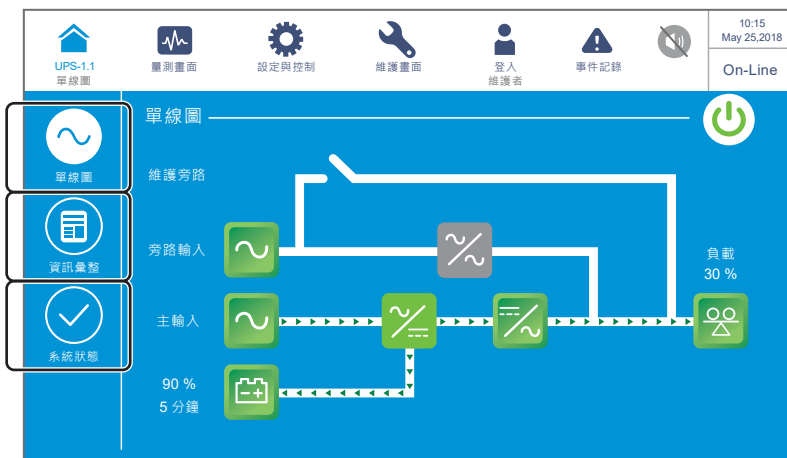 UPS-1.1
單線圖
量測畫面
設定與控制
維護畫面
登入
維護者
事件記錄
10:15
May 25,2018
On-Line
單線圖
資訊彙整
系統狀態
單線圖
維護旁路
旁路輸入
主輸入
90 %
5 分鐘
負載
30 %